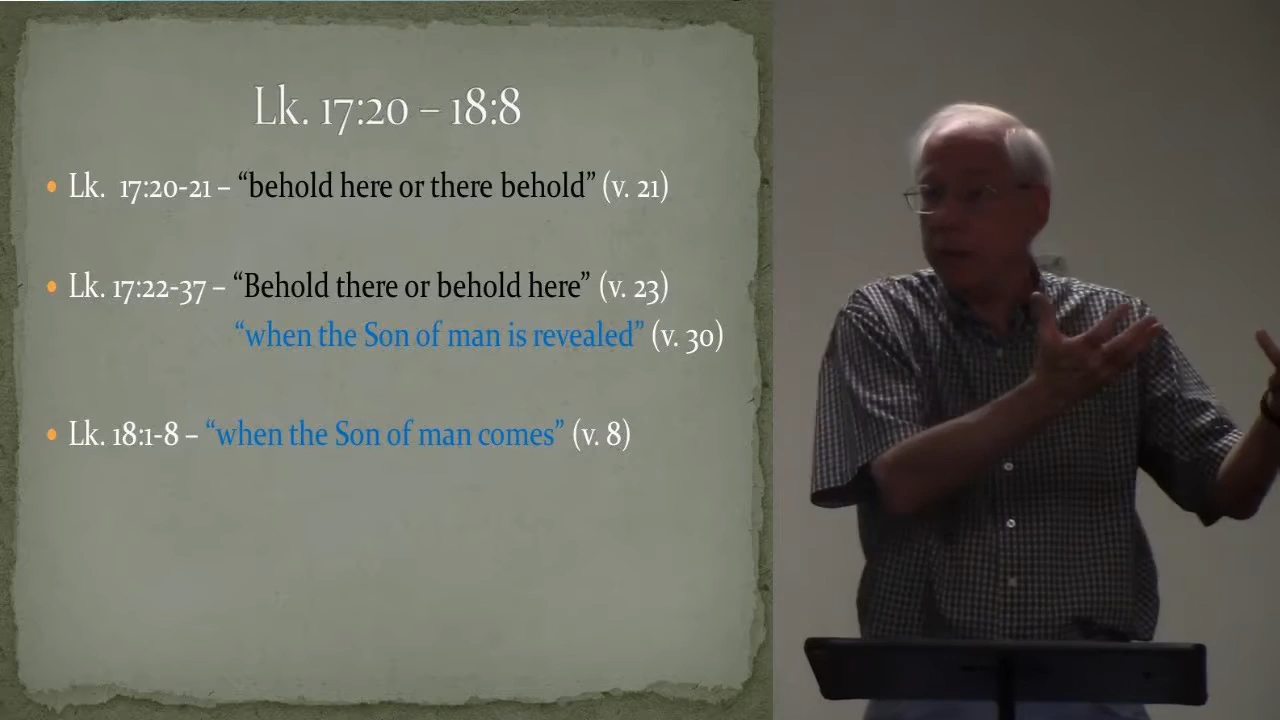 Lk. 17:20 – 18:8
• Lk. 17:20-21 – “behold here or there behold” (v. 21)
• Lk. 17:22-37 – “Behold there or behold here” (v. 23)
“when the Son of man is revealed” (v. 30)
• Lk. 18:1-8 – “when the Son of man comes” (v. 8)